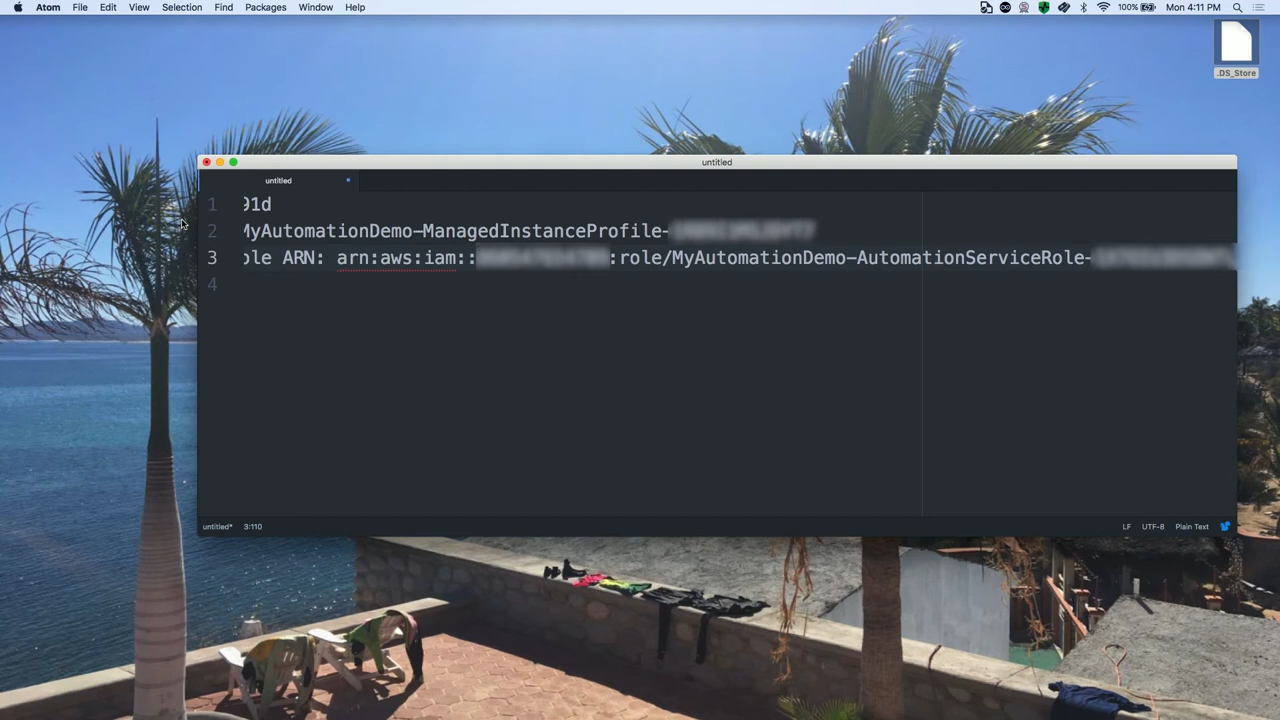 Atom File Edit View Selection Find Packages Window Help 100% Mon 4:11 PM
.DS_Store
untitled
untitled
1 91d
2 MyAutomationDemo-ManagedInstanceProfile-
3 ole ARN: arn:aws:iam:: :role/MyAutomationDemo-AutomationServiceRole-
4
untitled* 3:110 LF UTF-8 Plain Text